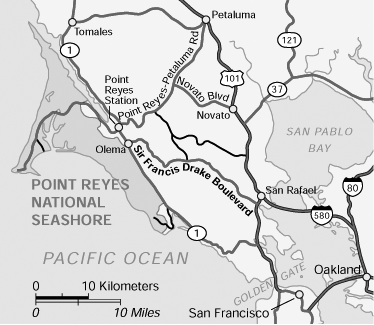 Petaluma
Tomales
1
121
Point Reyes-Petaluma Rd
101
Point
Reyes
Station
Novato Blvd
37
Novato
SAN PABLO
BAY
Olema
Sir Francis Drake Boulevard
POINT REYES
NATIONAL
SEASHORE
San Rafael
80
580
1
PACIFIC OCEAN
GOLDEN GATE
Oakland
0 10 Kilometers
0 10 Miles
San Francisco